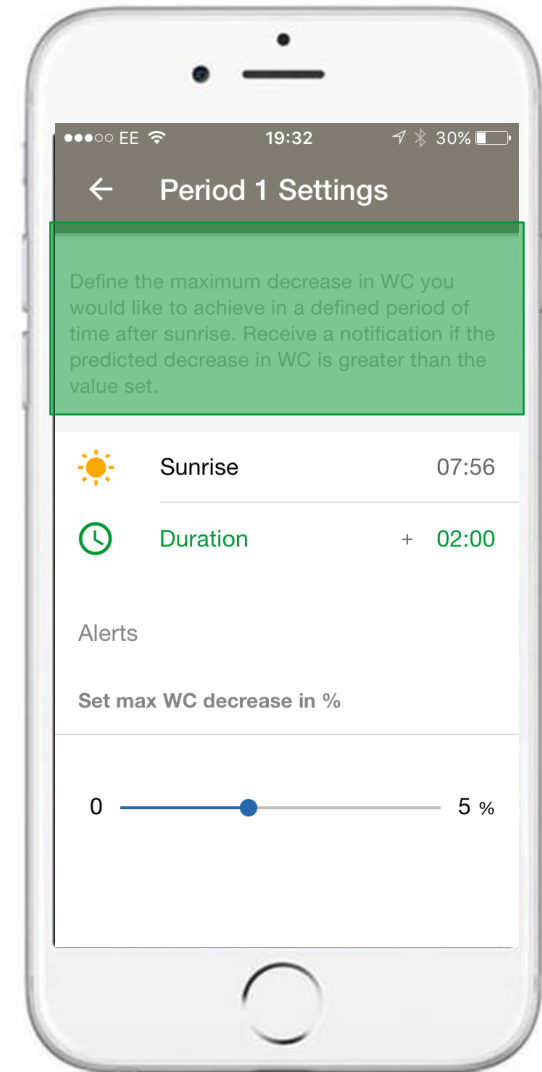 EE 19:32 30%
Period 1 Settings
Define the maximum decrease in WC you
would like to achieve in a defined period of
time after sunrise. Receive a notification if the
predicted decrease in WC is greater than the
value set.
Sunrise 07:56
Duration + 02:00
Alerts
Set max WC decrease in %
0 5 %